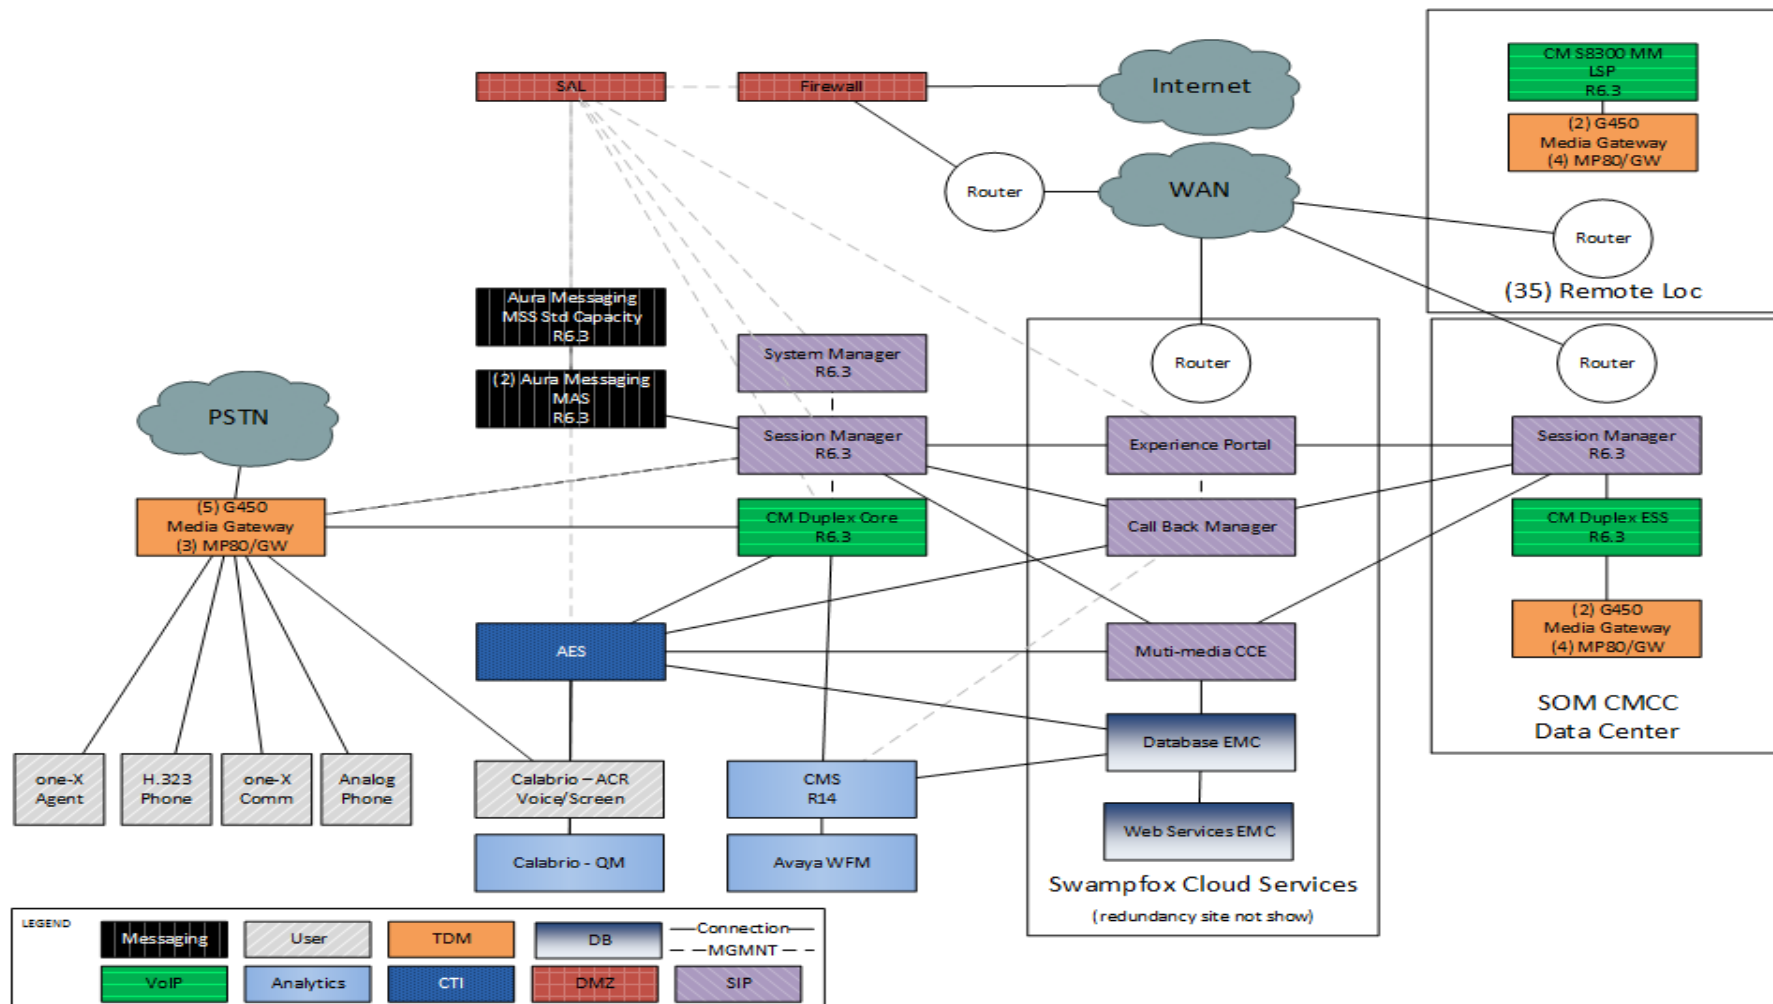 SAL
Firewall
Internet
CM S8300 MM
LSP
R6.3
(2) G450
Media Gateway
(4) MP80/GW
Router
WAN
Router
(35) Remote Loc
Aura Messaging
MSS Std Capacity
R6.3
System Manager
R6.3
Router
Router
(2) Aura Messaging
MAS
R6.3
PSTN
Session Manager
R6.3
Experience Portal
Session Manager
R6.3
(5) G450
Media Gateway
(3) MP80/GW
CM Duplex Core
R6.3
Call Back Manager
CM Duplex ESS
R6.3
AES
Muti-media CCE
(2) G450
Media Gateway
(4) MP80/GW
SOM CMCC
Data Center
Database EMC
one-X
Agent
H.323
Phone
one-X
Comm
Analog
Phone
Calabrio – ACR
Voice/Screen
CMS
R14
Web Services EMC
Calabrio - QM
Avaya WFM
Swampfox Cloud Services
(redundancy site not show)
LEGEND
Messaging
User
TDM
DB
Connection
MGMNT
VoIP
Analytics
CTI
DMZ
SIP